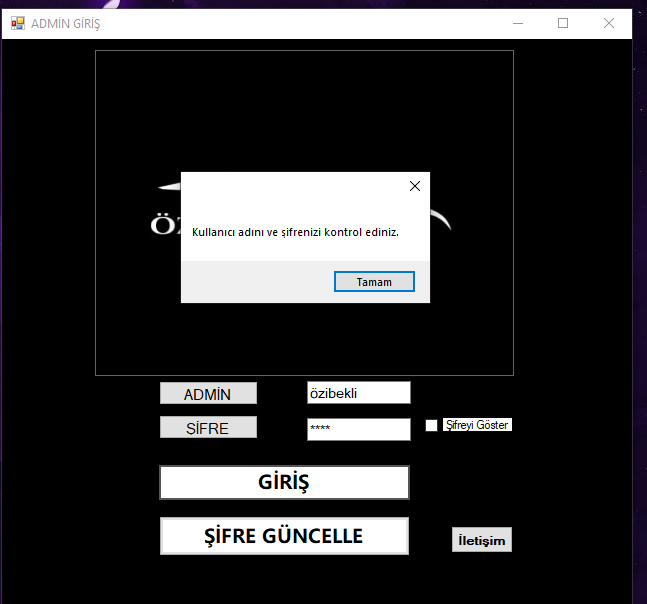 ADMİN GİRİŞ
Kullanıcı adını ve şifrenizi kontrol ediniz.
Tamam
ADMİN
özibekli
SİFRE
****
Şifreyi Göster
GİRİŞ
ŞİFRE GÜNCELLE
İletişim